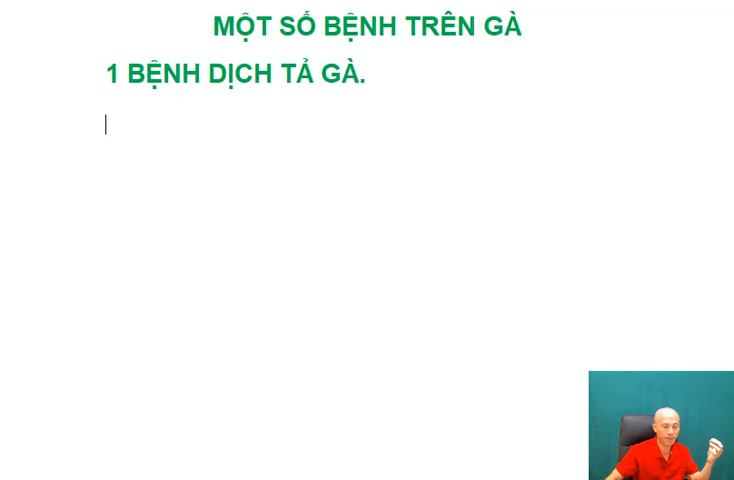 MỘT SỐ BỆNH TRÊN GÀ
1 BỆNH DỊCH TẢ GÀ.